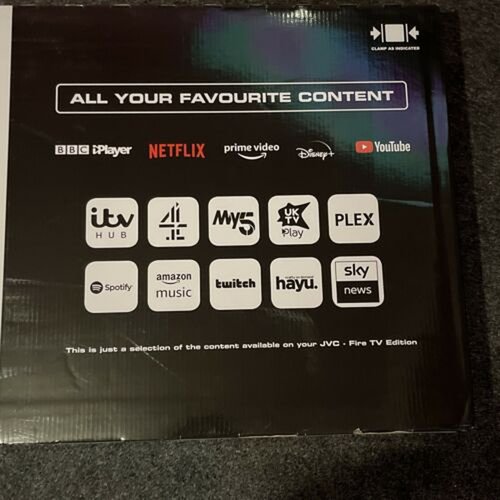 CLAMP AS INDICATED
ALL YOUR FAVOURITE CONTENT
BBC iPlayer NETFLIX prime video Disney+ YouTube
itv HUB 4 My5 UKTV Play PLEX
Spotify amazon music twitch hayu. sky news
This is just a selection of the content available on your JVC - Fire TV Edition